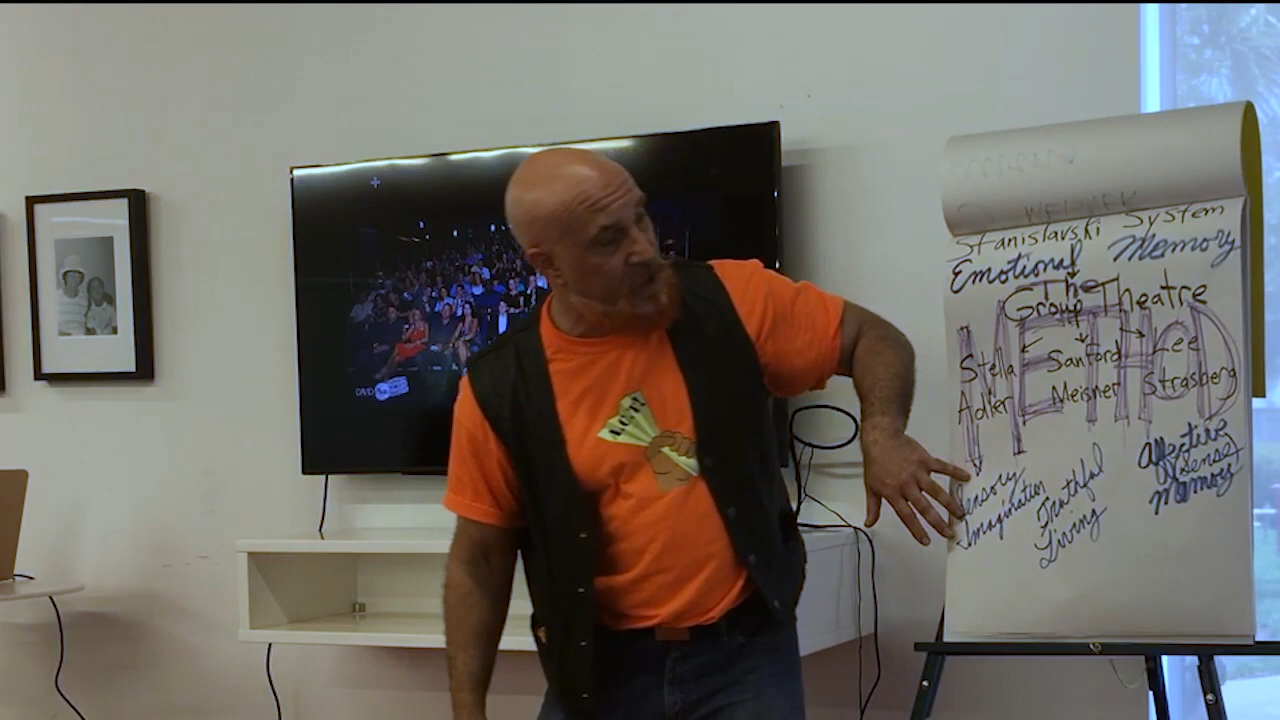 Stanislavski System
Emotional Memory
The
Group Theatre
METHOD
Stella Sanford Lee
Adler Meisner Strasberg
Sensory Truthful Affective
Imagination Living Sense
Memory
A.C.T!
DAVID